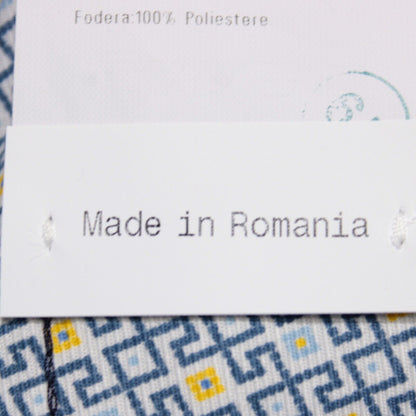 Fodera:100% Poliestere
Made in Romania